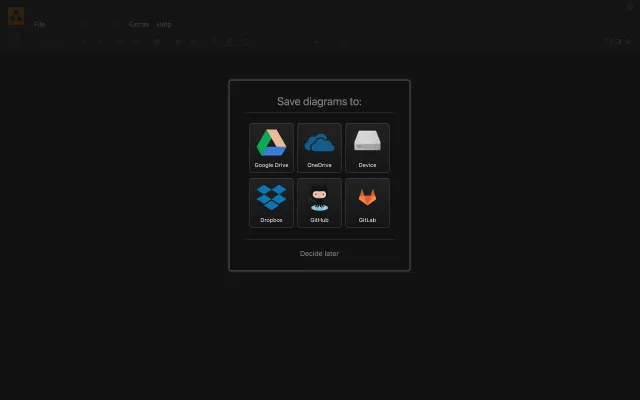 File Extras Help
Save diagrams to:
Google Drive OneDrive Device
Dropbox GitHub GitLab
Decide later